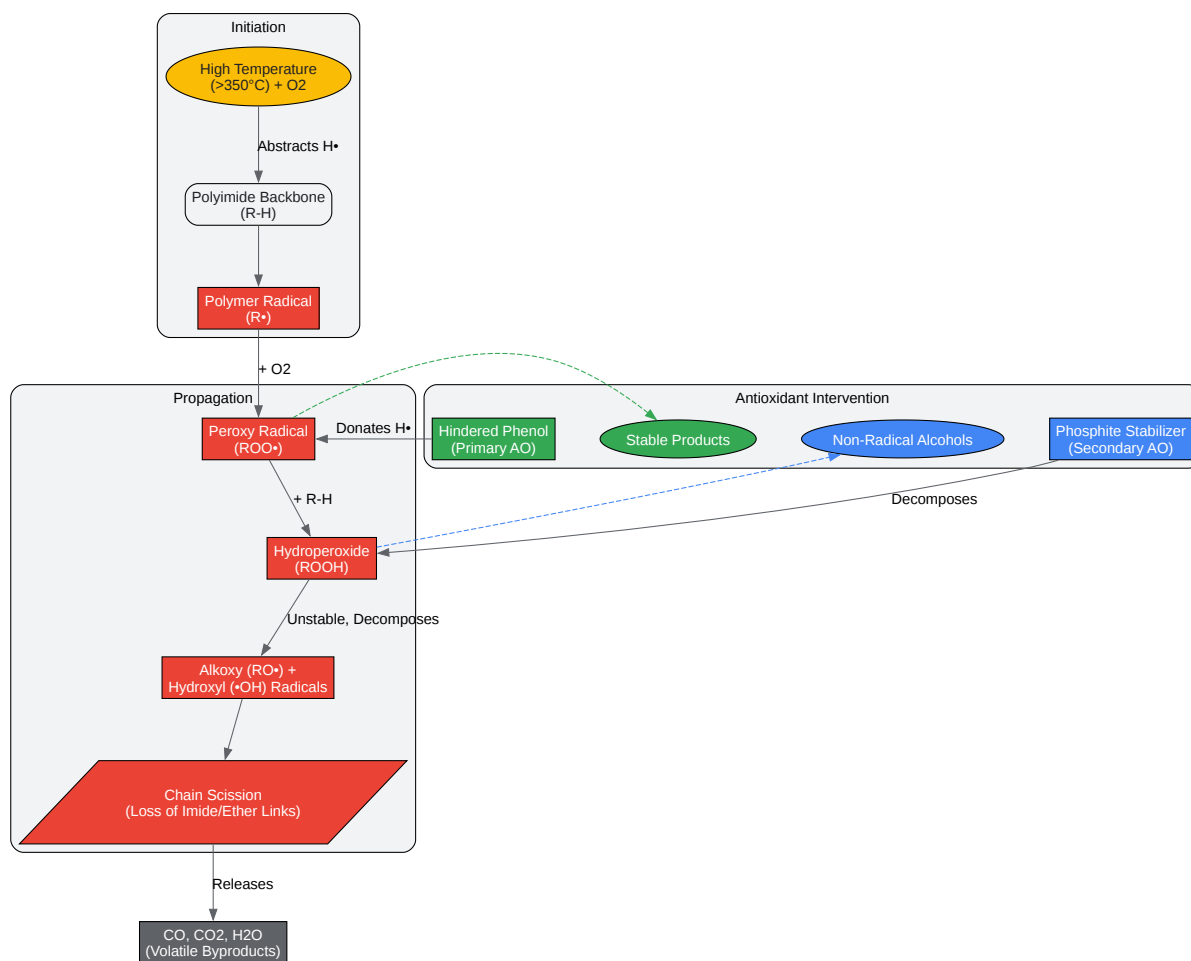 Initiation
High Temperature
(>350°C) + O2
Abstracts H•
Polyimide Backbone
(R-H)
Polymer Radical
(R•)
+ O2
Propagation
Antioxidant Intervention
Peroxy Radical
(ROO•)
Donates H•
Hindered Phenol
(Primary AO)
Stable Products
Non-Radical Alcohols
Phosphite Stabilizer
(Secondary AO)
+ R-H
Decomposes
Hydroperoxide
(ROOH)
Unstable, Decomposes
Alkoxy (RO•) +
Hydroxyl (•OH) Radicals
Chain Scission
(Loss of Imide/Ether Links)
Releases
CO, CO2, H2O
(Volatile Byproducts)